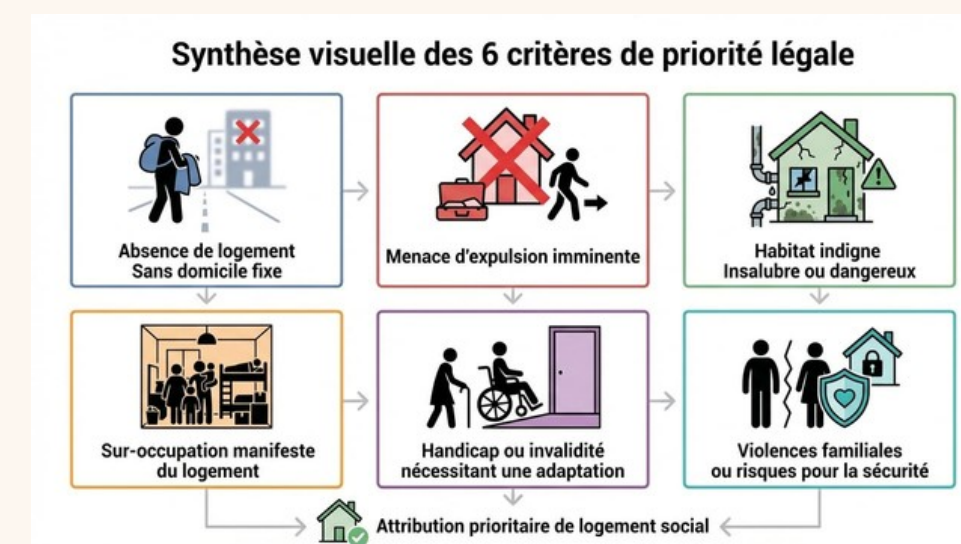 Synthèse visuelle des 6 critères de priorité légale
Absence de logement
Sans domicile fixe
Menace d'expulsion imminente
Habitat indigne
Insalubre ou dangereux
Sur-occupation manifeste
du logement
Handicap ou invalidité
nécessitant une adaptation
Violences familiales
ou risques pour la sécurité
Attribution prioritaire de logement social